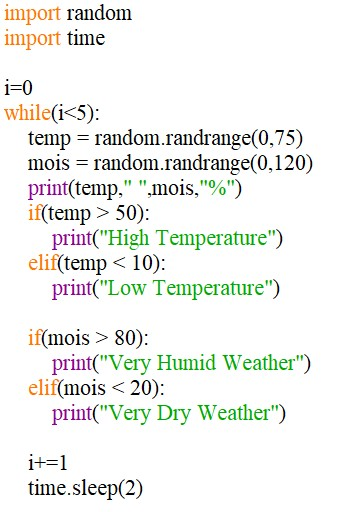 import random
import time
i=0
while(i<5):
    temp = random.randrange(0,75)
    mois = random.randrange(0,120)
    print(temp," ",mois,"%")
    if(temp > 50):
        print("High Temperature")
    elif(temp < 10):
        print("Low Temperature")
    if(mois > 80):
        print("Very Humid Weather")
    elif(mois < 20):
        print("Very Dry Weather")
    i+=1
    time.sleep(2)